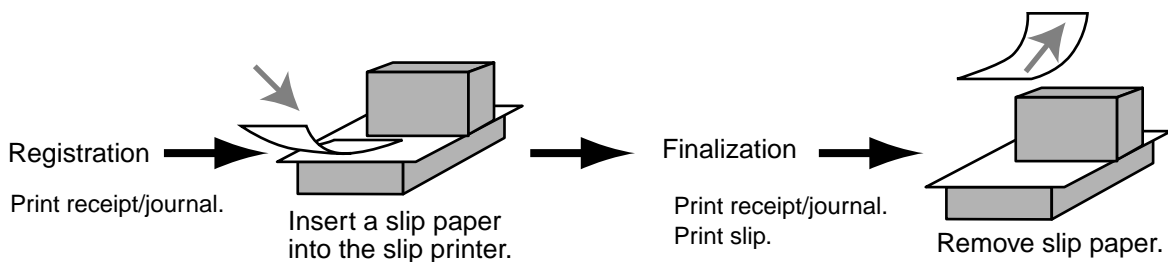 Registration
Print receipt/journal.
Insert a slip paper
into the slip printer.
Finalization
Print receipt/journal.
Print slip.
Remove slip paper.